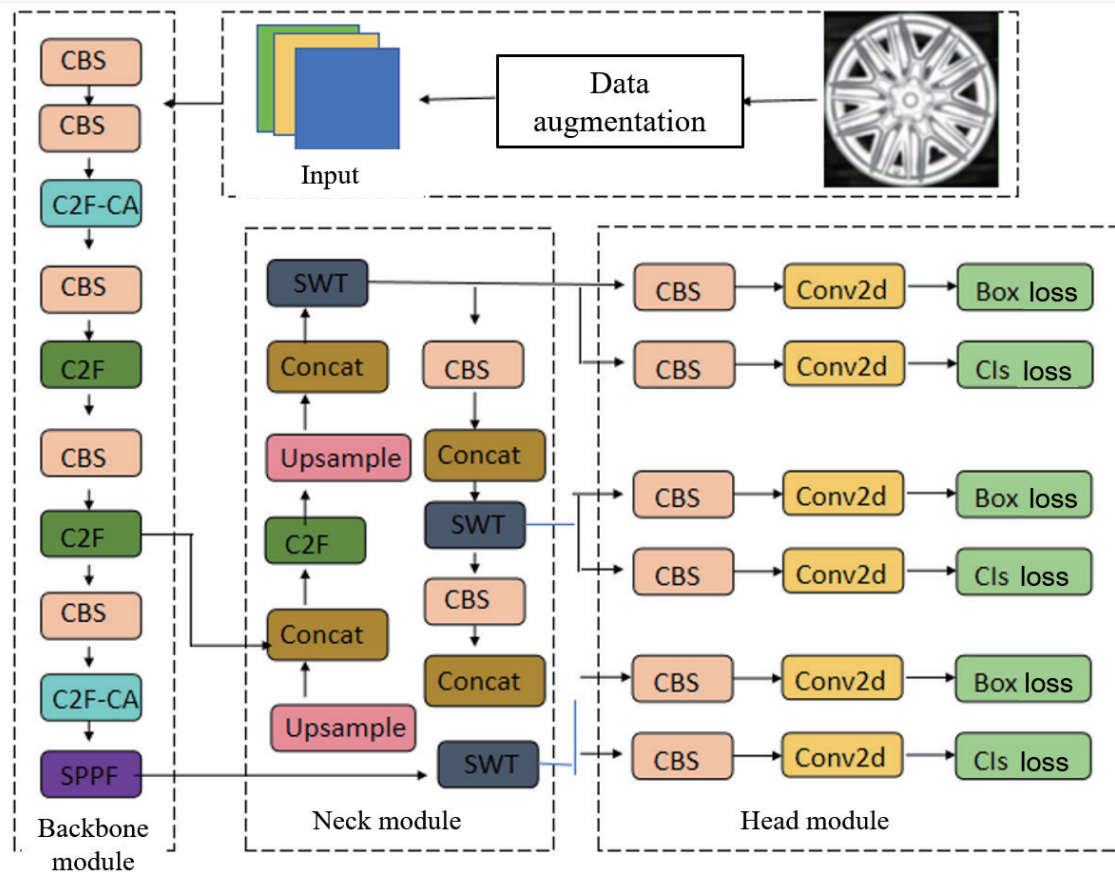 CBS
CBS
C2F-CA
CBS
C2F
CBS
C2F
CBS
C2F-CA
SPPF
Backbone
module
Input
Data
augmentation
SWT
Concat
Upsample
C2F
Concat
Upsample
CBS
Concat
SWT
CBS
Concat
SWT
Neck module
CBS Conv2d Box loss
CBS Conv2d Cls loss
CBS Conv2d Box loss
CBS Conv2d Cls loss
CBS Conv2d Box loss
CBS Conv2d Cls loss
Head module